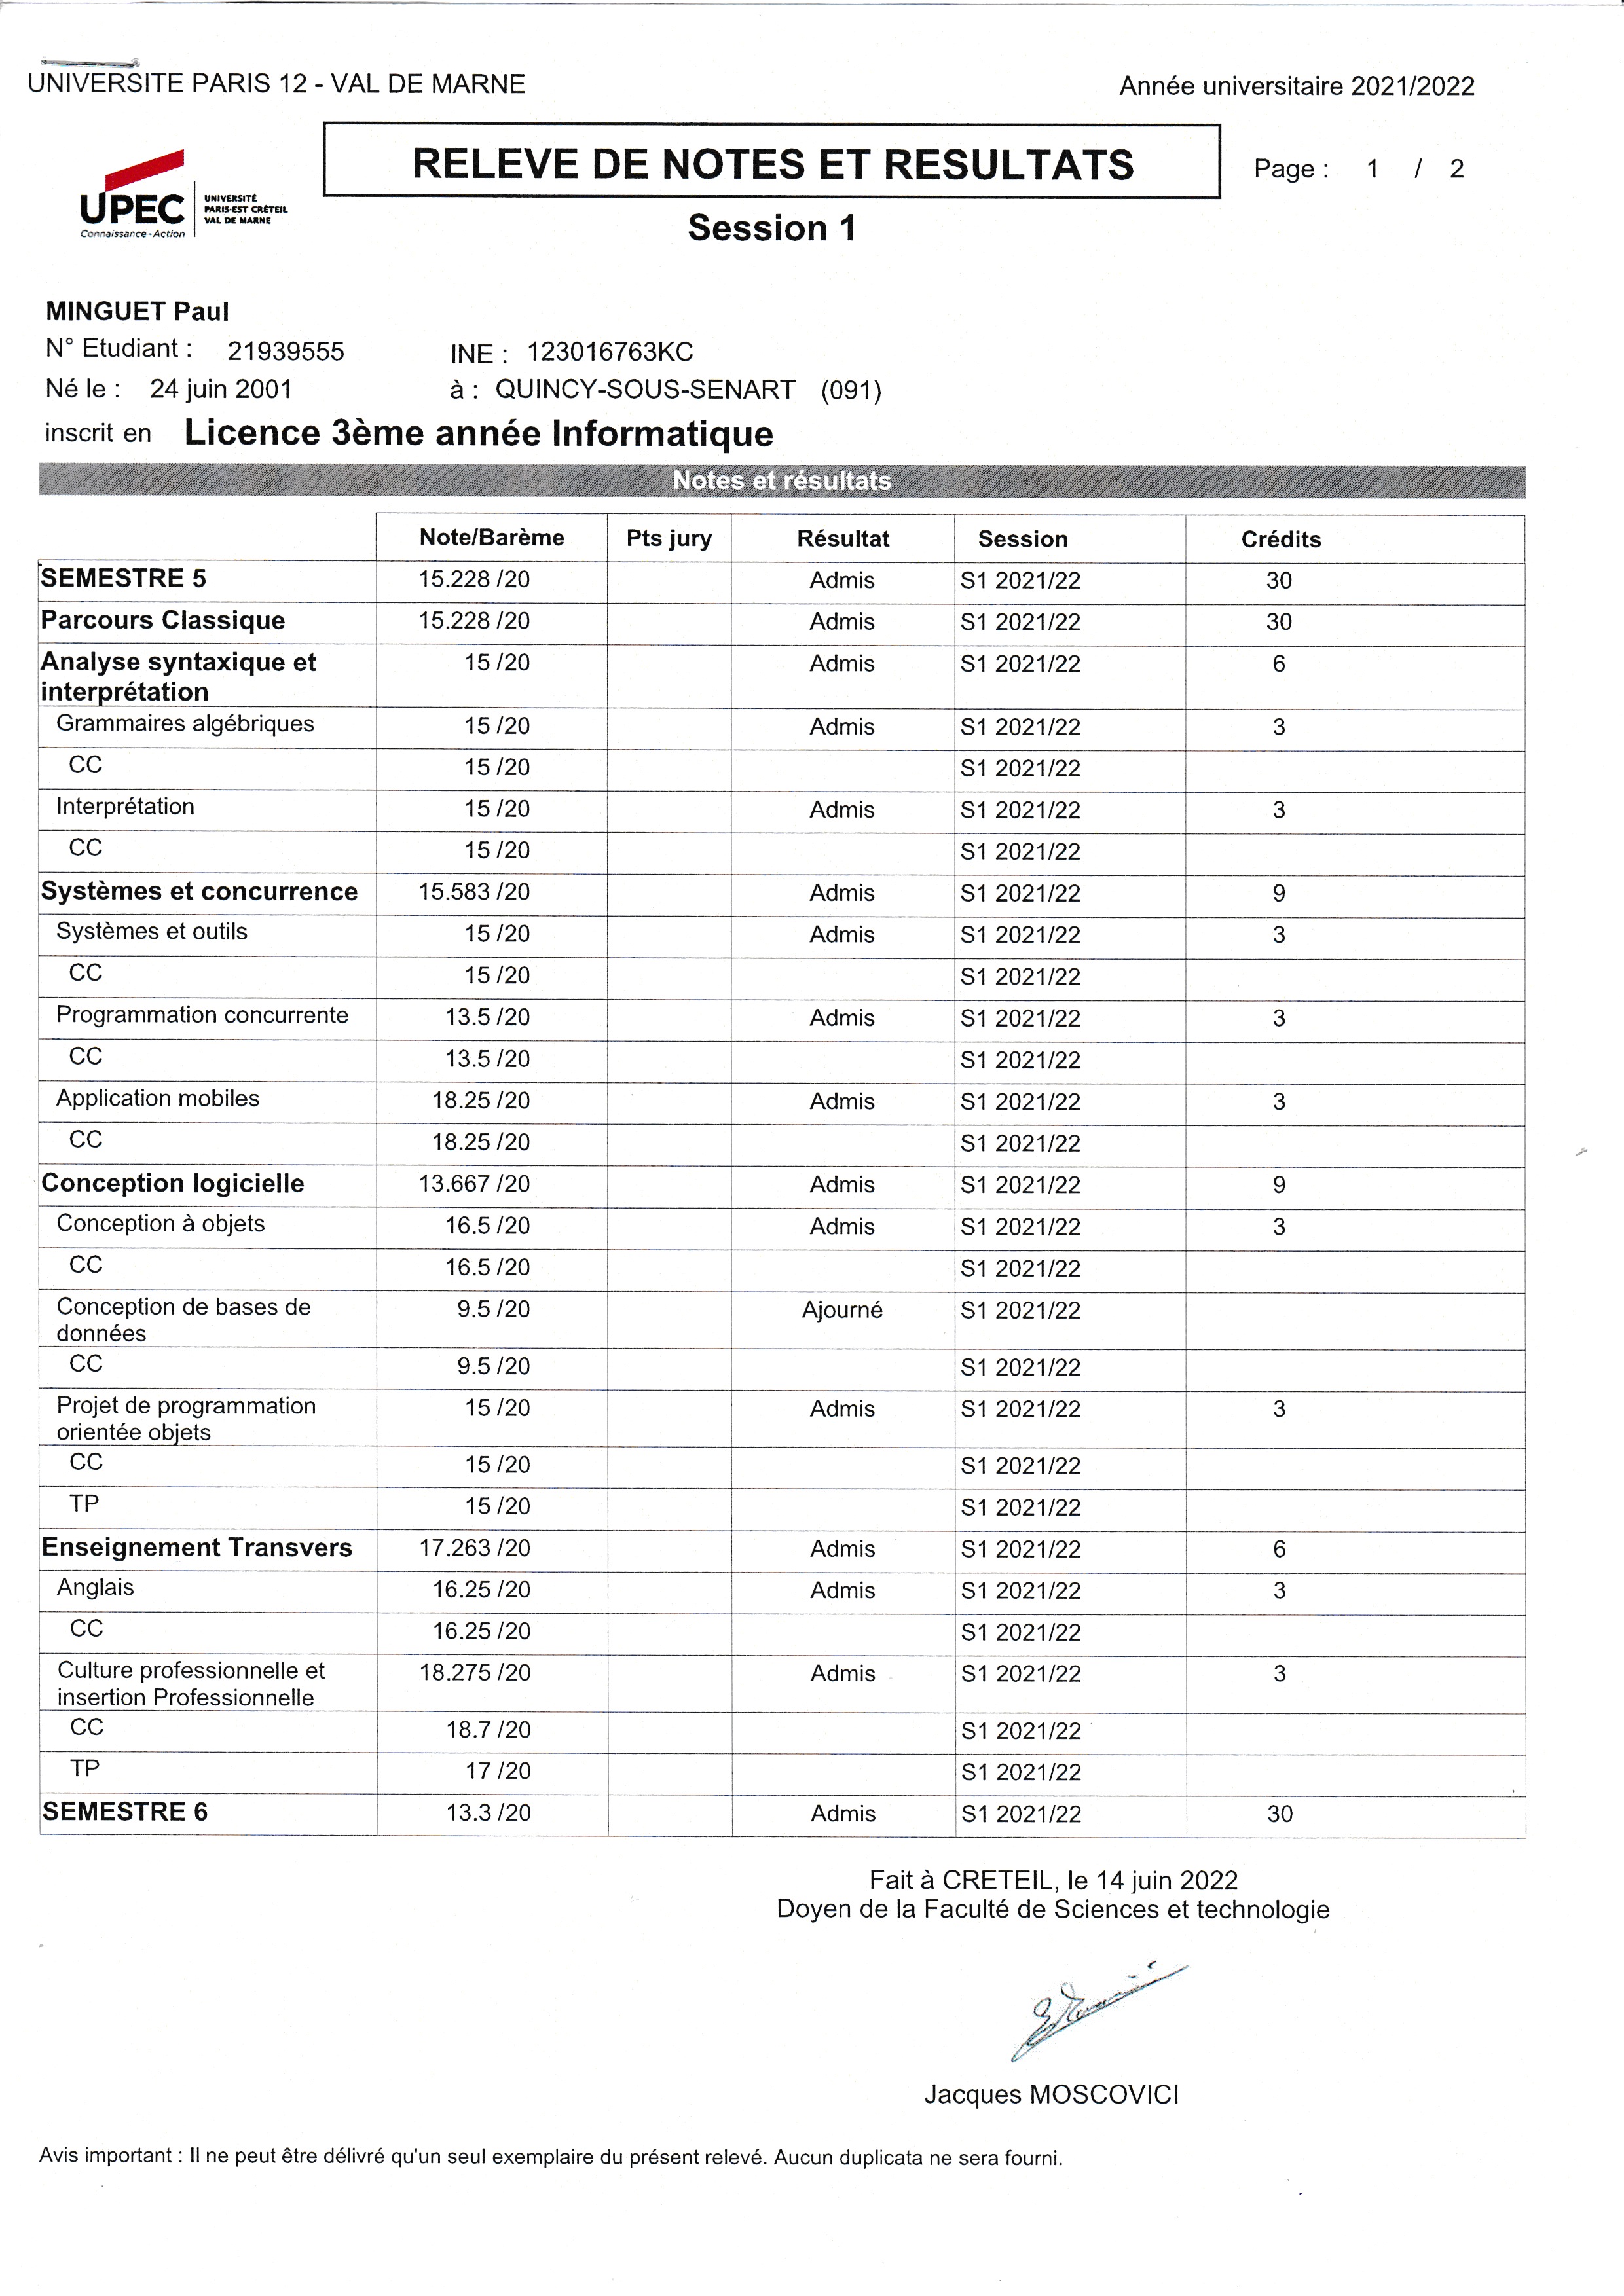 UNIVERSITE PARIS 12 - VAL DE MARNE
Année universitaire 2021/2022
RELEVE DE NOTES ET RESULTATS
Page : 1 / 2
UPEC
Connaissance - Action
UNIVERSITÉ
PARIS-EST CRÉTEIL
VAL DE MARNE
Session 1
MINGUET Paul
N° Etudiant : 21939555 INE : 123016763KC
Né le : 24 juin 2001 à : QUINCY-SOUS-SENART (091)
inscrit en Licence 3ème année Informatique
Notes et résultats
Note/Barème Pts jury Résultat Session Crédits
SEMESTRE 5 15.228 /20 Admis S1 2021/22 30
Parcours Classique 15.228 /20 Admis S1 2021/22 30
Analyse syntaxique et 15 /20 Admis S1 2021/22 6
interprétation
Grammaires algébriques 15 /20 Admis S1 2021/22 3
CC 15 /20 S1 2021/22
Interprétation 15 /20 Admis S1 2021/22 3
CC 15 /20 S1 2021/22
Systèmes et concurrence 15.583 /20 Admis S1 2021/22 9
Systèmes et outils 15 /20 Admis S1 2021/22 3
CC 15 /20 S1 2021/22
Programmation concurrente 13.5 /20 Admis S1 2021/22 3
CC 13.5 /20 S1 2021/22
Application mobiles 18.25 /20 Admis S1 2021/22 3
CC 18.25 /20 S1 2021/22
Conception logicielle 13.667 /20 Admis S1 2021/22 9
Conception à objets 16.5 /20 Admis S1 2021/22 3
CC 16.5 /20 S1 2021/22
Conception de bases de 9.5 /20 Ajourné S1 2021/22
données
CC 9.5 /20 S1 2021/22
Projet de programmation 15 /20 Admis S1 2021/22 3
orientée objets
CC 15 /20 S1 2021/22
TP 15 /20 S1 2021/22
Enseignement Transvers 17.263 /20 Admis S1 2021/22 6
Anglais 16.25 /20 Admis S1 2021/22 3
CC 16.25 /20 S1 2021/22
Culture professionnelle et 18.275 /20 Admis S1 2021/22 3
insertion Professionnelle
CC 18.7 /20 S1 2021/22
TP 17 /20 S1 2021/22
SEMESTRE 6 13.3 /20 Admis S1 2021/22 30
Fait à CRETEIL, le 14 juin 2022
Doyen de la Faculté de Sciences et technologie
Jacques MOSCOVICI
Avis important : Il ne peut être délivré qu'un seul exemplaire du présent relevé. Aucun duplicata ne sera fourni.